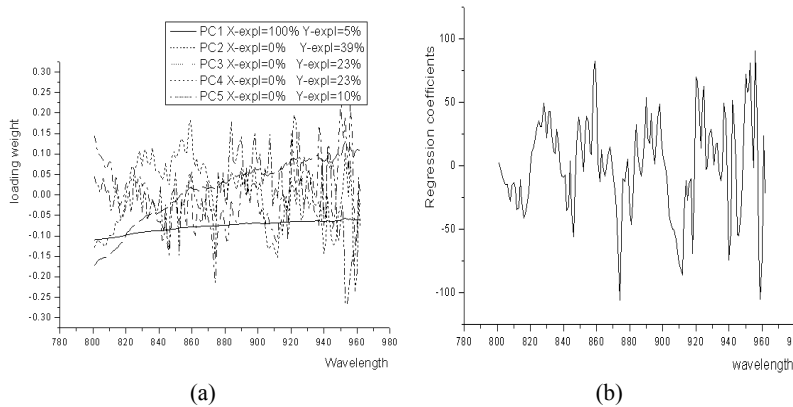 PC1 X-expl=100% Y-expl=5%
PC2 X-expl=0% Y-expl=39%
PC3 X-expl=0% Y-expl=23%
PC4 X-expl=0% Y-expl=23%
PC5 X-expl=0% Y-expl=10%
loading weight
0.30
0.25
0.20
0.15
0.10
0.05
0.00
-0.05
-0.10
-0.15
-0.20
-0.25
-0.30
780 800 820 840 860 880 900 920 940 960 980
Wavelength
(a)
Regression coefficients
100
50
0
-50
-100
780 800 820 840 860 880 900 920 940 960 9
wavelength
(b)